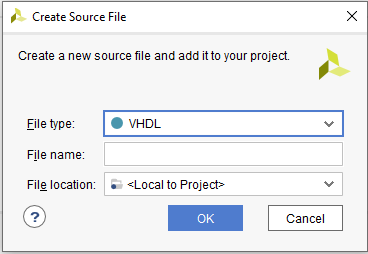 Create Source File
Create a new source file and add it to your project.
File type: VHDL
File name:
File location: <Local to Project>
? OK Cancel